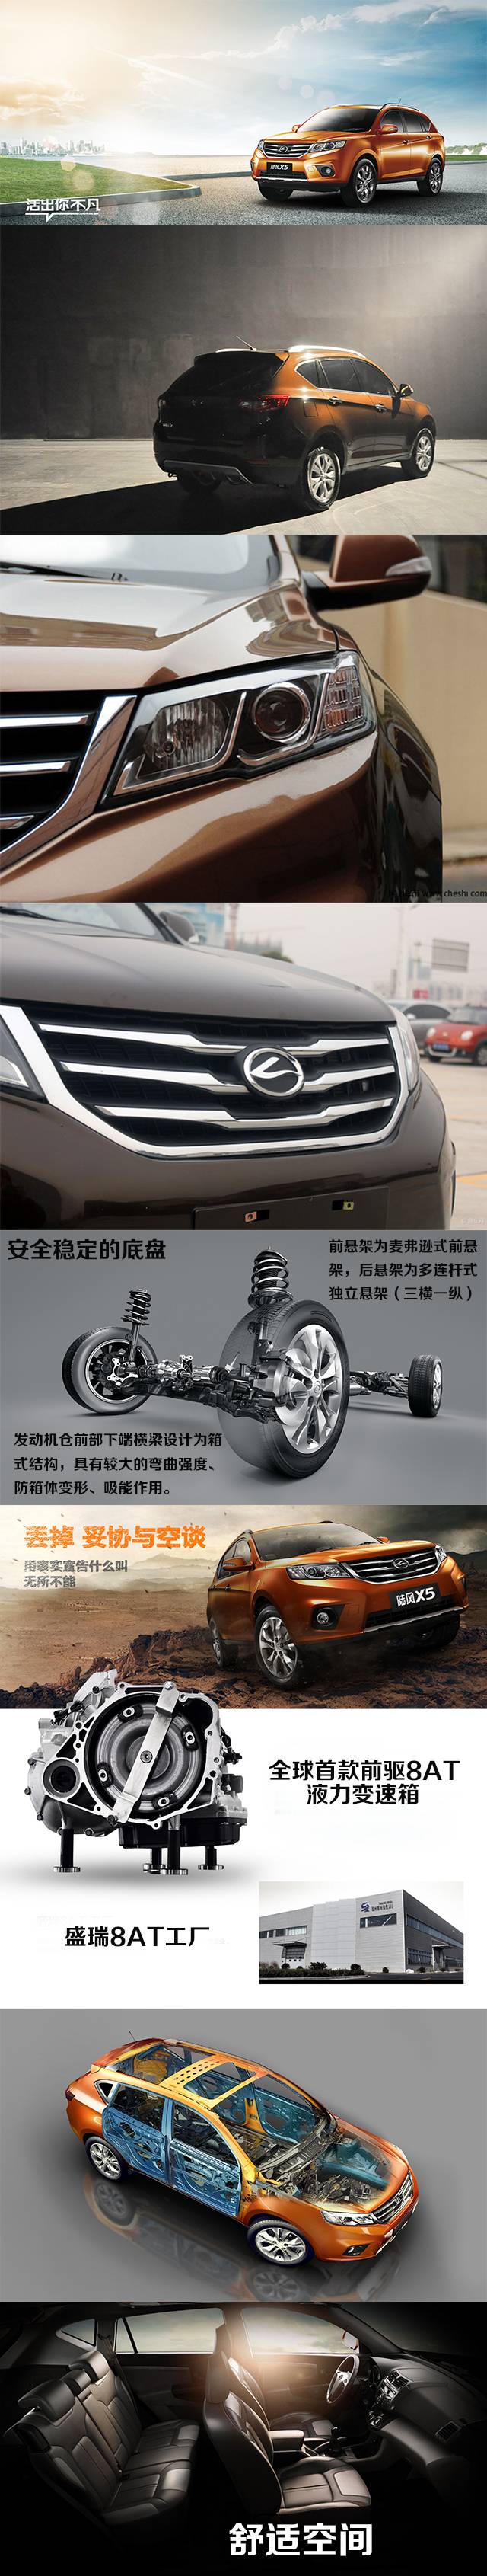 活出你不凡
陆风X5
www.cheshi.com
安全稳定的底盘
前悬架为麦弗逊式前悬
架，后悬架为多连杆式
独立悬架（三横一纵）
发动机仓前部下端横梁设计为箱
式结构，具有较大的弯曲强度、
防箱体变形、吸能作用。
丢掉 妥协与空谈
用事实宣告什么叫
无所不能
陆风X5
全球首款前驱8AT
液力变速箱
盛瑞8AT工厂
舒适空间